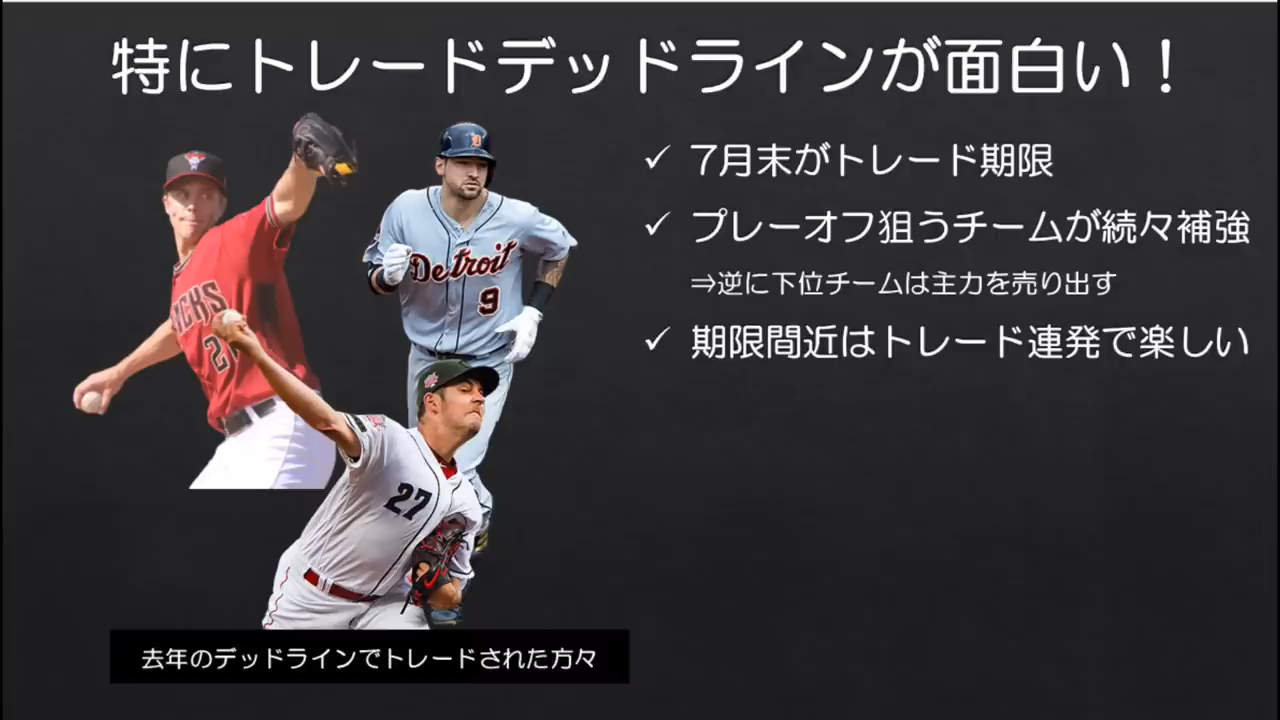 特にトレードデッドラインが面白い！
✓ 7月末がトレード期限
✓ プレーオフ狙うチームが続々補強
⇒逆に下位チームは主力を売り出す
✓ 期限間近はトレード連発で楽しい
Detroit
9
27
去年のデッドラインでトレードされた方々